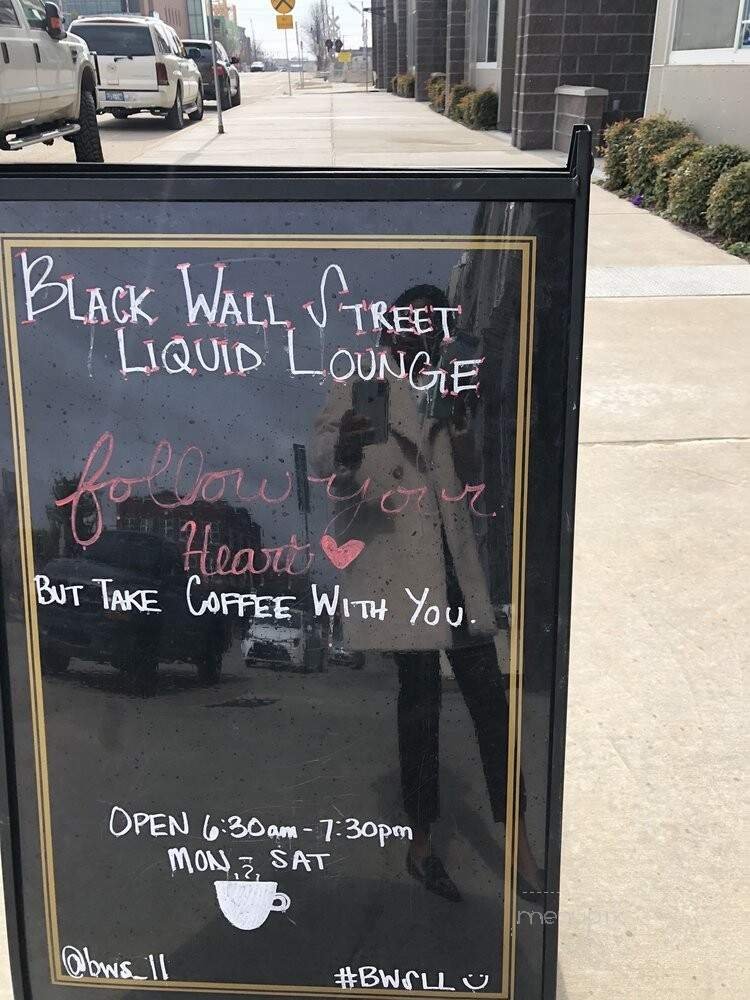 BLACK WALL STREET
LIQUID LOUNGE
follow your
Heart
BUT TAKE COFFEE WITH YOU.
OPEN 6:30am - 7:30pm
MON - SAT
@bws_ll
#BWSLL